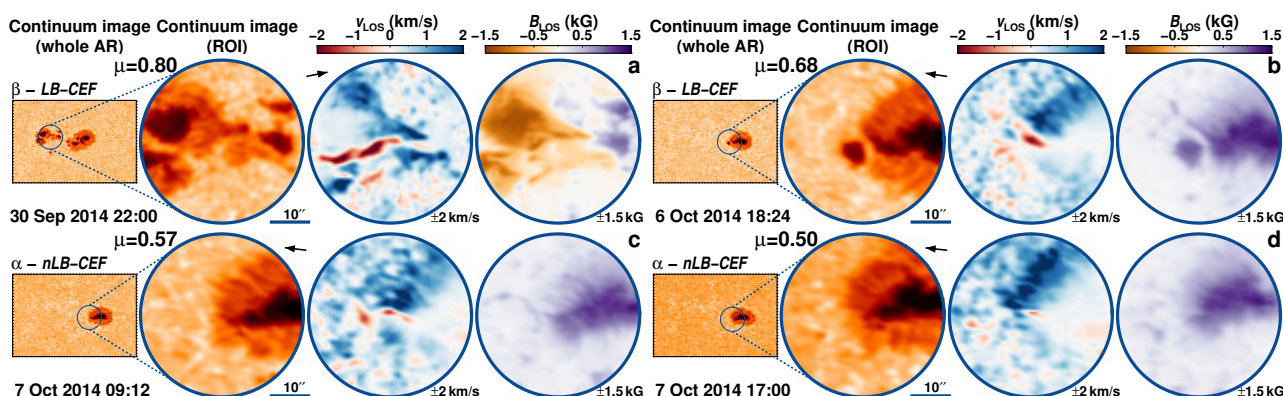 Continuum image Continuum image v_LOS (km/s) B_LOS (kG) Continuum image Continuum image v_LOS (km/s) B_LOS (kG)
(whole AR) (ROI) −2 −1 0 1 2 −1.5 −0.5 0.5 1.5 (whole AR) (ROI) −2 −1 0 1 2 −1.5 −0.5 0.5 1.5
μ=0.80 a μ=0.68 b
β − LB−CEF β − LB−CEF
30 Sep 2014 22:00 10″ ±2 km/s ±1.5 kG 6 Oct 2014 18:24 10″ ±2 km/s ±1.5 kG
μ=0.57 c μ=0.50 d
α − nLB−CEF α − nLB−CEF
7 Oct 2014 09:12 10″ ±2 km/s ±1.5 kG 7 Oct 2014 17:00 10″ ±2 km/s ±1.5 kG